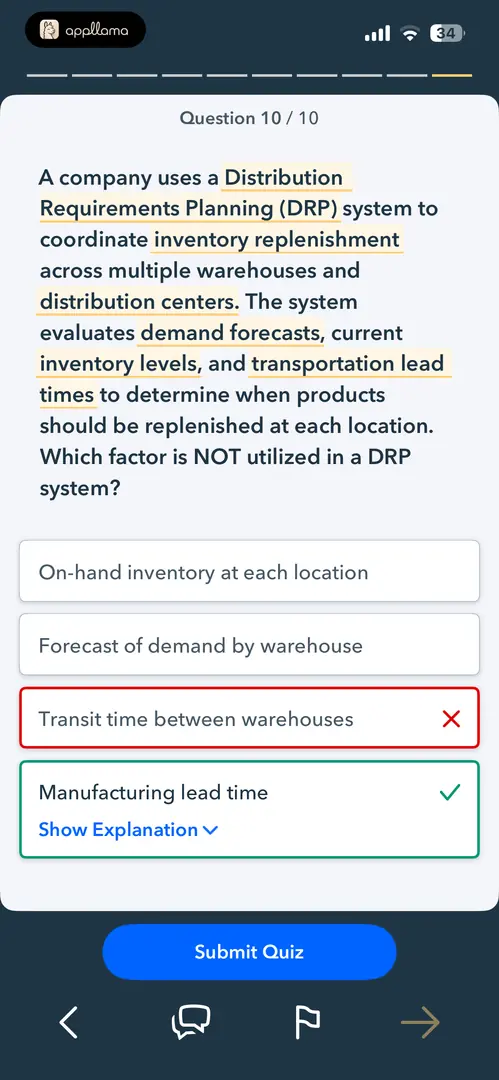 appllama
34
Question 10 / 10
A company uses a Distribution
Requirements Planning (DRP) system to
coordinate inventory replenishment
across multiple warehouses and
distribution centers. The system
evaluates demand forecasts, current
inventory levels, and transportation lead
times to determine when products
should be replenished at each location.
Which factor is NOT utilized in a DRP
system?
On-hand inventory at each location
Forecast of demand by warehouse
Transit time between warehouses
Manufacturing lead time
Show Explanation
Submit Quiz